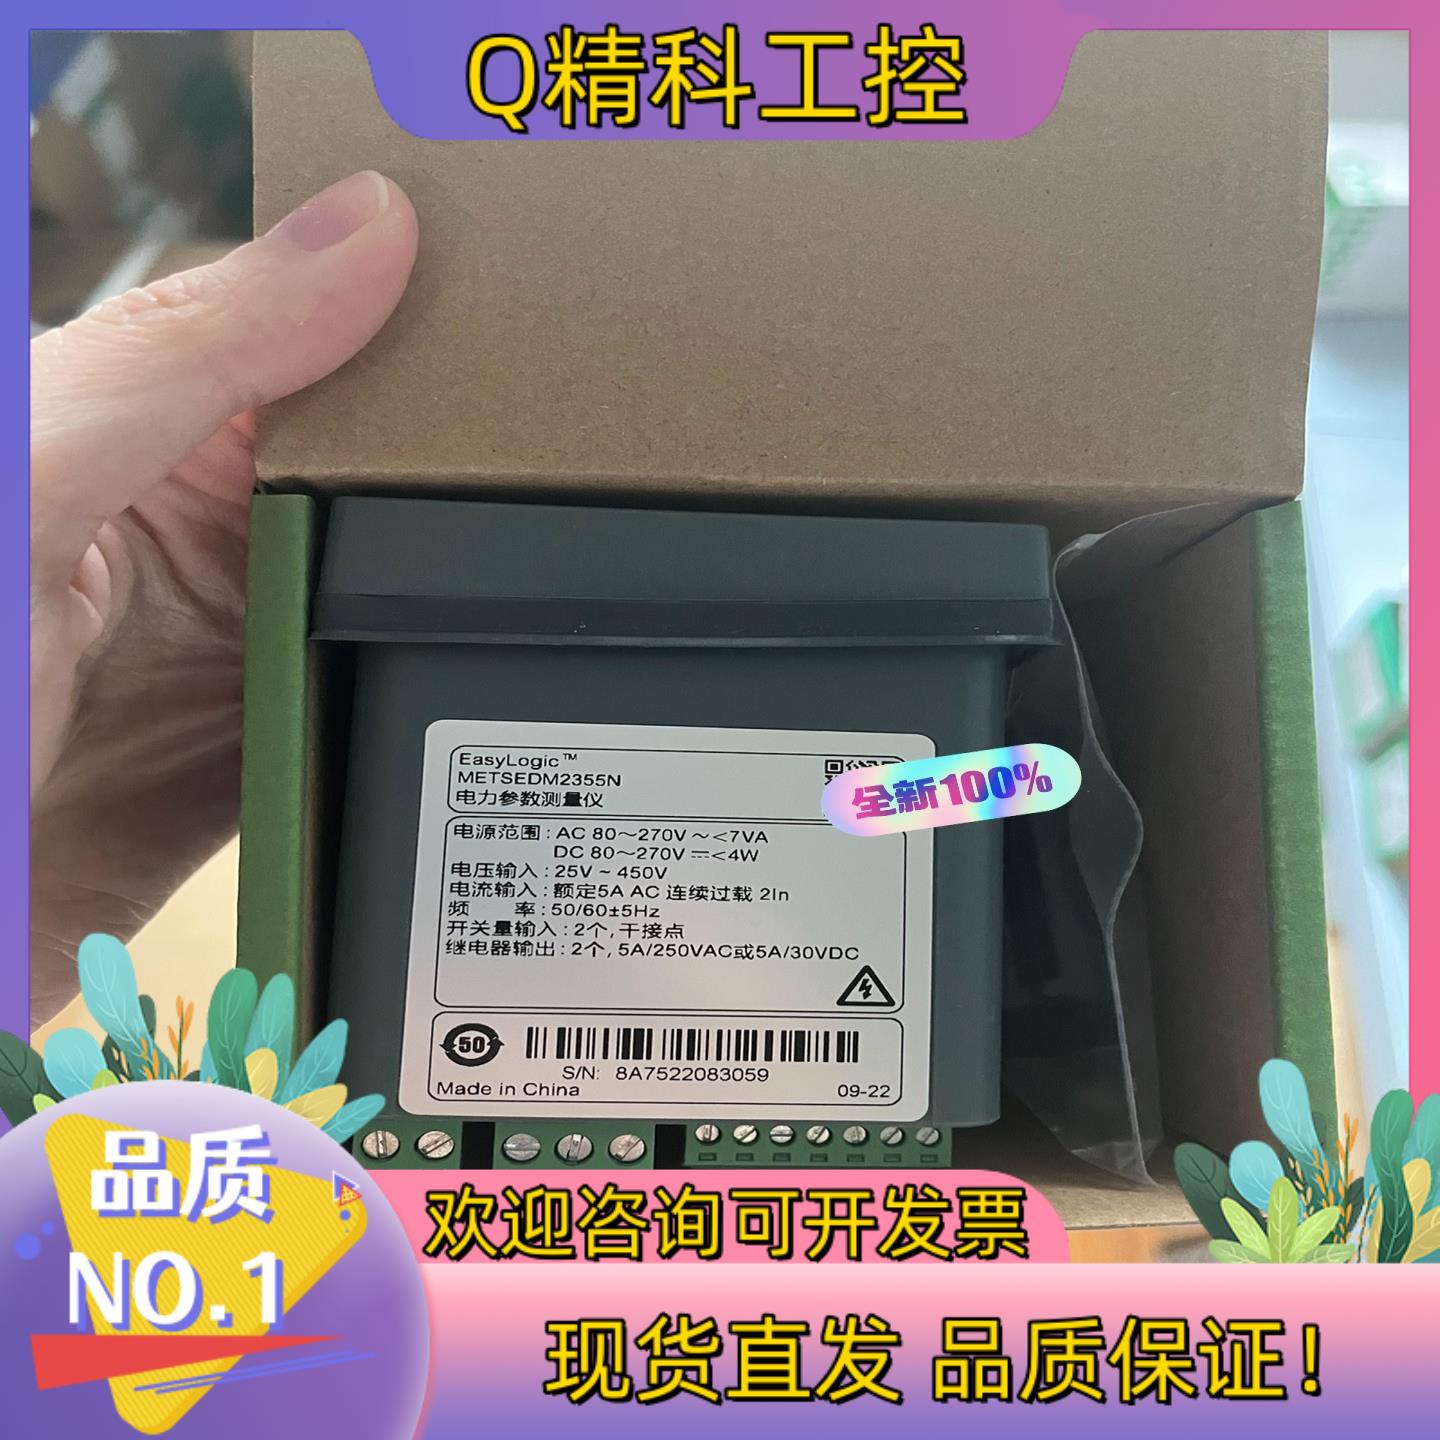 Q精科工控
EasyLogic™
METSEDM2355N
电力参数测量仪
全新100%
电源范围：AC 80～270V ～<7VA
DC 80～270V ⎓<4W
电压输入：25V ~ 450V
电流输入：额定5A AC 连续过载 2In
频 率：50/60±5Hz
开关量输入：2个，干接点
继电器输出：2个，5A/250VAC或5A/30VDC
50
S/N: 8A7522083059
Made in China
09-22
品质
NO.1
欢迎咨询可开发票
现货直发 品质保证！